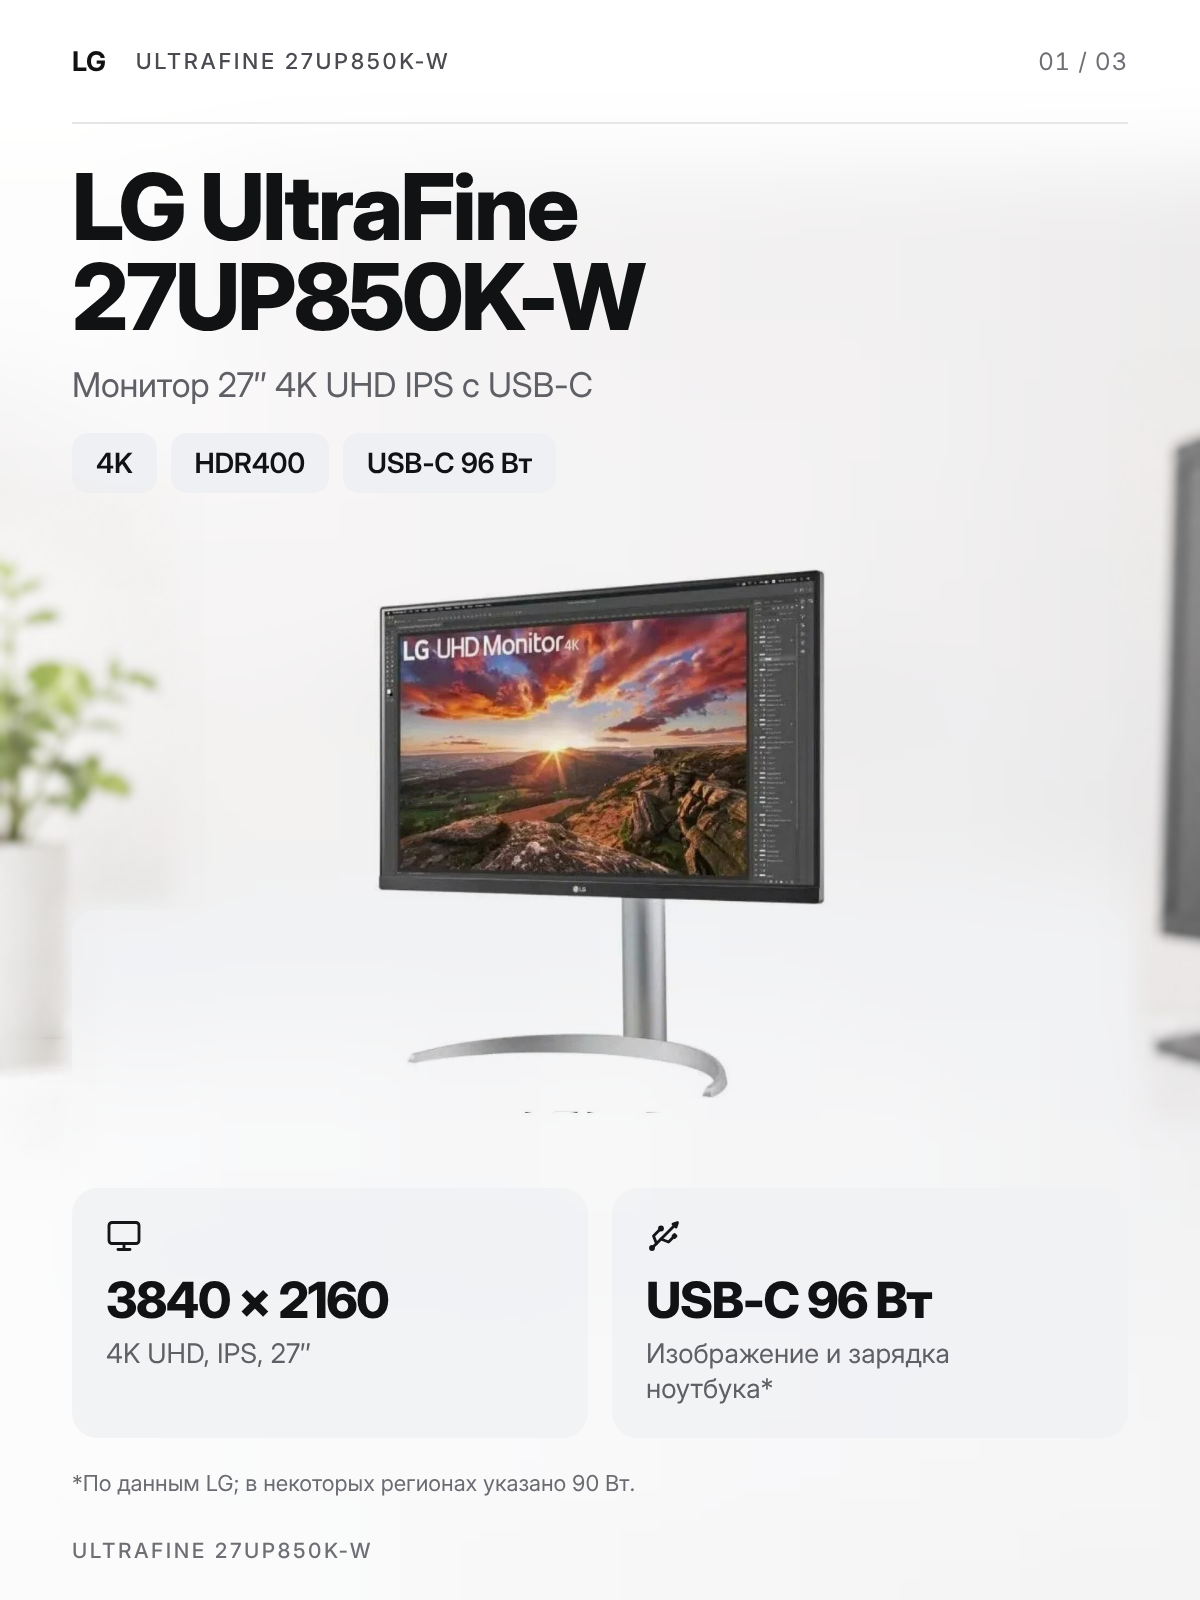 LG ULTRAFINE 27UP850K-W 01 / 03
LG UltraFine
27UP850K-W
Монитор 27″ 4K UHD IPS с USB-C
4K HDR400 USB-C 96 Вт
LG UHD Monitor 4K
LG
3840 × 2160
4K UHD, IPS, 27″
USB-C 96 Вт
Изображение и зарядка
ноутбука*
*По данным LG; в некоторых регионах указано 90 Вт.
ULTRAFINE 27UP850K-W